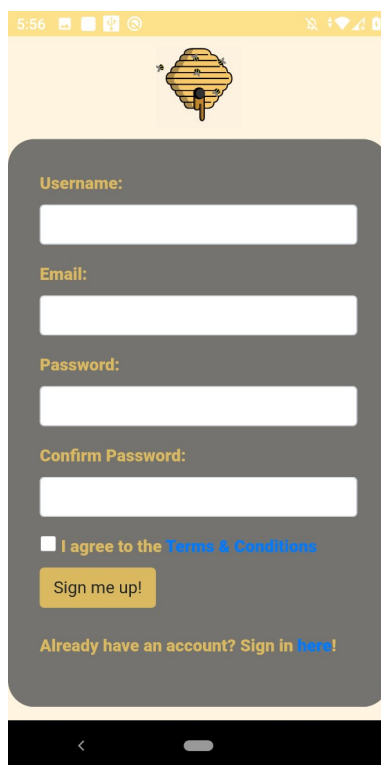 5:56
Username:
Email:
Password:
Confirm Password:
I agree to the Terms & Conditions
Sign me up!
Already have an account? Sign in here!